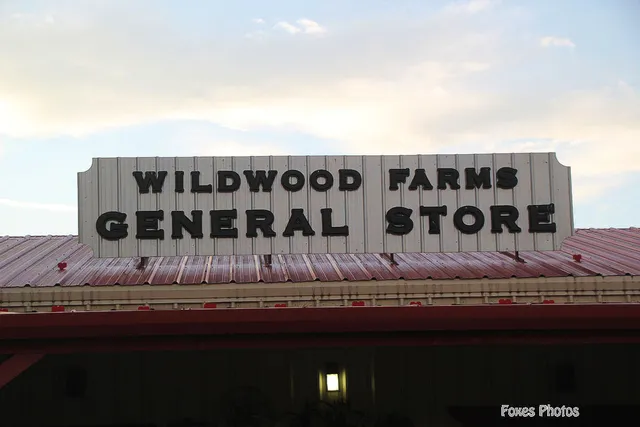 WILDWOOD FARMS
GENERAL STORE
Foxes Photos